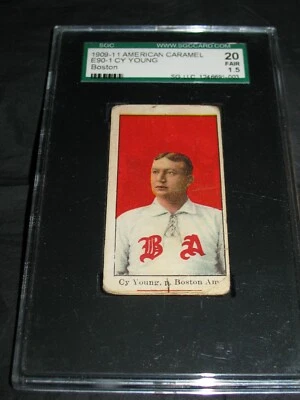 SGC WWW.SGCCARD.COM
1909-11 AMERICAN CARAMEL
E90-1 CY YOUNG
Boston
20
FAIR
1.5
B A
Cy Young, p. Boston Am